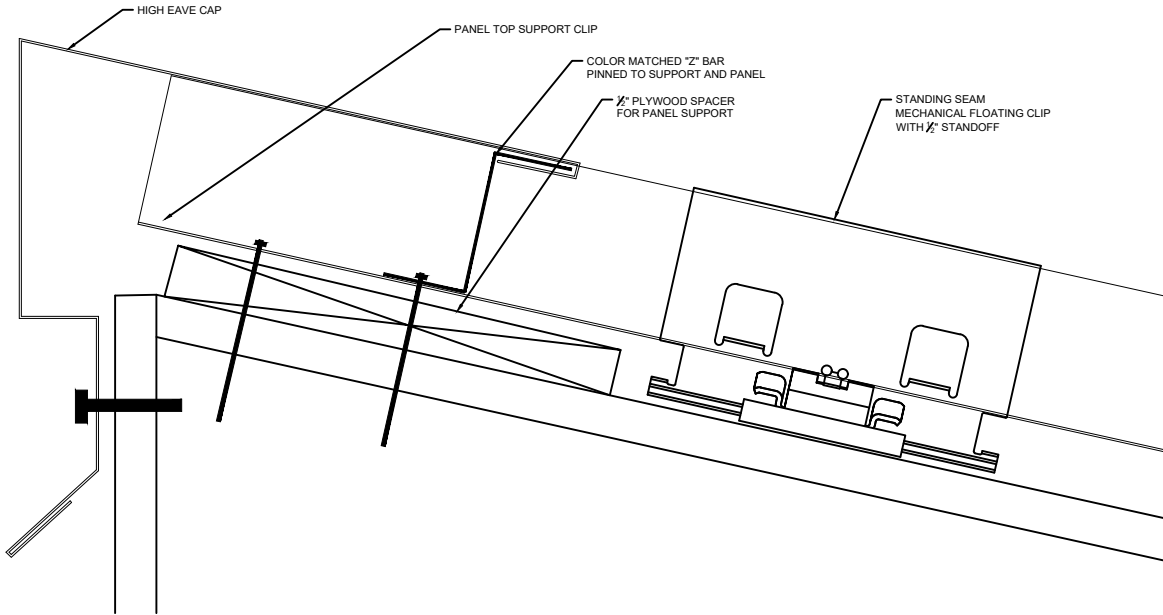 HIGH EAVE CAP
PANEL TOP SUPPORT CLIP
COLOR MATCHED "Z" BAR
PINNED TO SUPPORT AND PANEL
½" PLYWOOD SPACER
FOR PANEL SUPPORT
STANDING SEAM
MECHANICAL FLOATING CLIP
WITH ½" STANDOFF